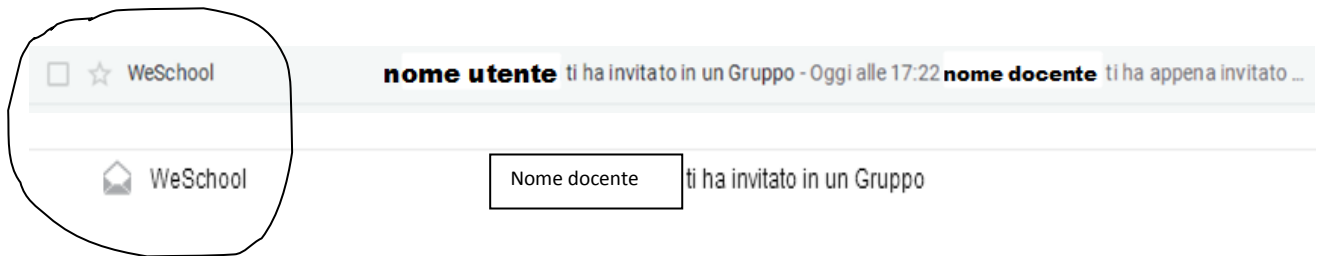 WeSchool nome utente ti ha invitato in un Gruppo - Oggi alle 17:22 nome docente ti ha appena invitato ...
WeSchool Nome docente ti ha invitato in un Gruppo